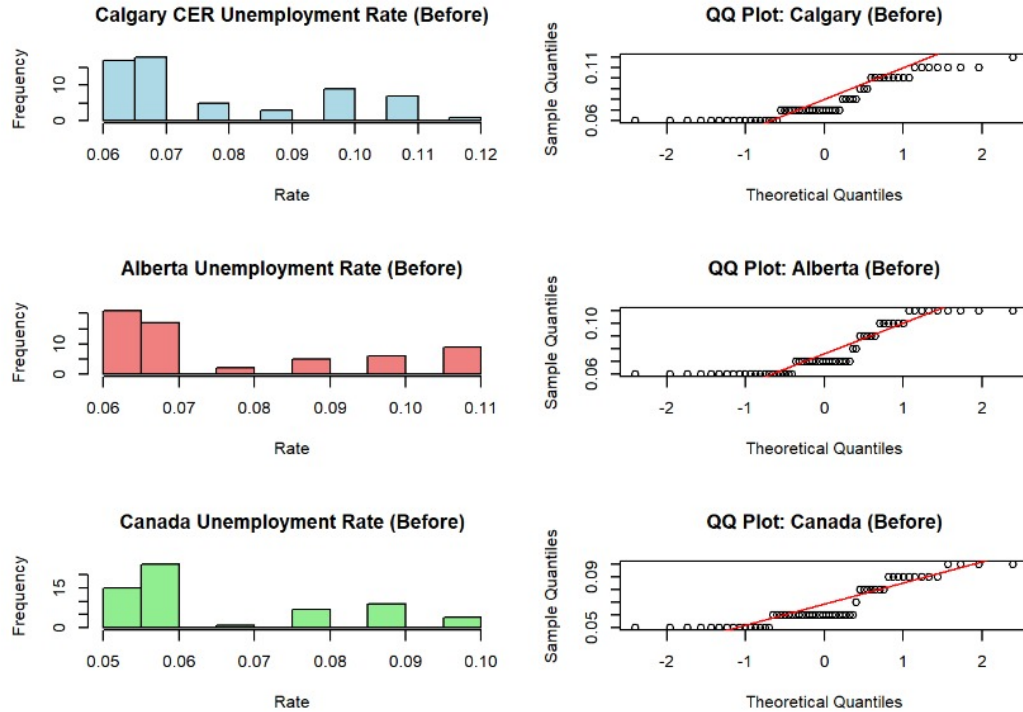 Calgary CER Unemployment Rate (Before)
Frequency
0 10
0.06 0.07 0.08 0.09 0.10 0.11 0.12
Rate
QQ Plot: Calgary (Before)
Sample Quantiles
0.06 0.11
-2 -1 0 1 2
Theoretical Quantiles
Alberta Unemployment Rate (Before)
Frequency
0 10
0.06 0.07 0.08 0.09 0.10 0.11
Rate
QQ Plot: Alberta (Before)
Sample Quantiles
0.06 0.10
-2 -1 0 1 2
Theoretical Quantiles
Canada Unemployment Rate (Before)
Frequency
0 15
0.05 0.06 0.07 0.08 0.09 0.10
Rate
QQ Plot: Canada (Before)
Sample Quantiles
0.05 0.09
-2 -1 0 1 2
Theoretical Quantiles